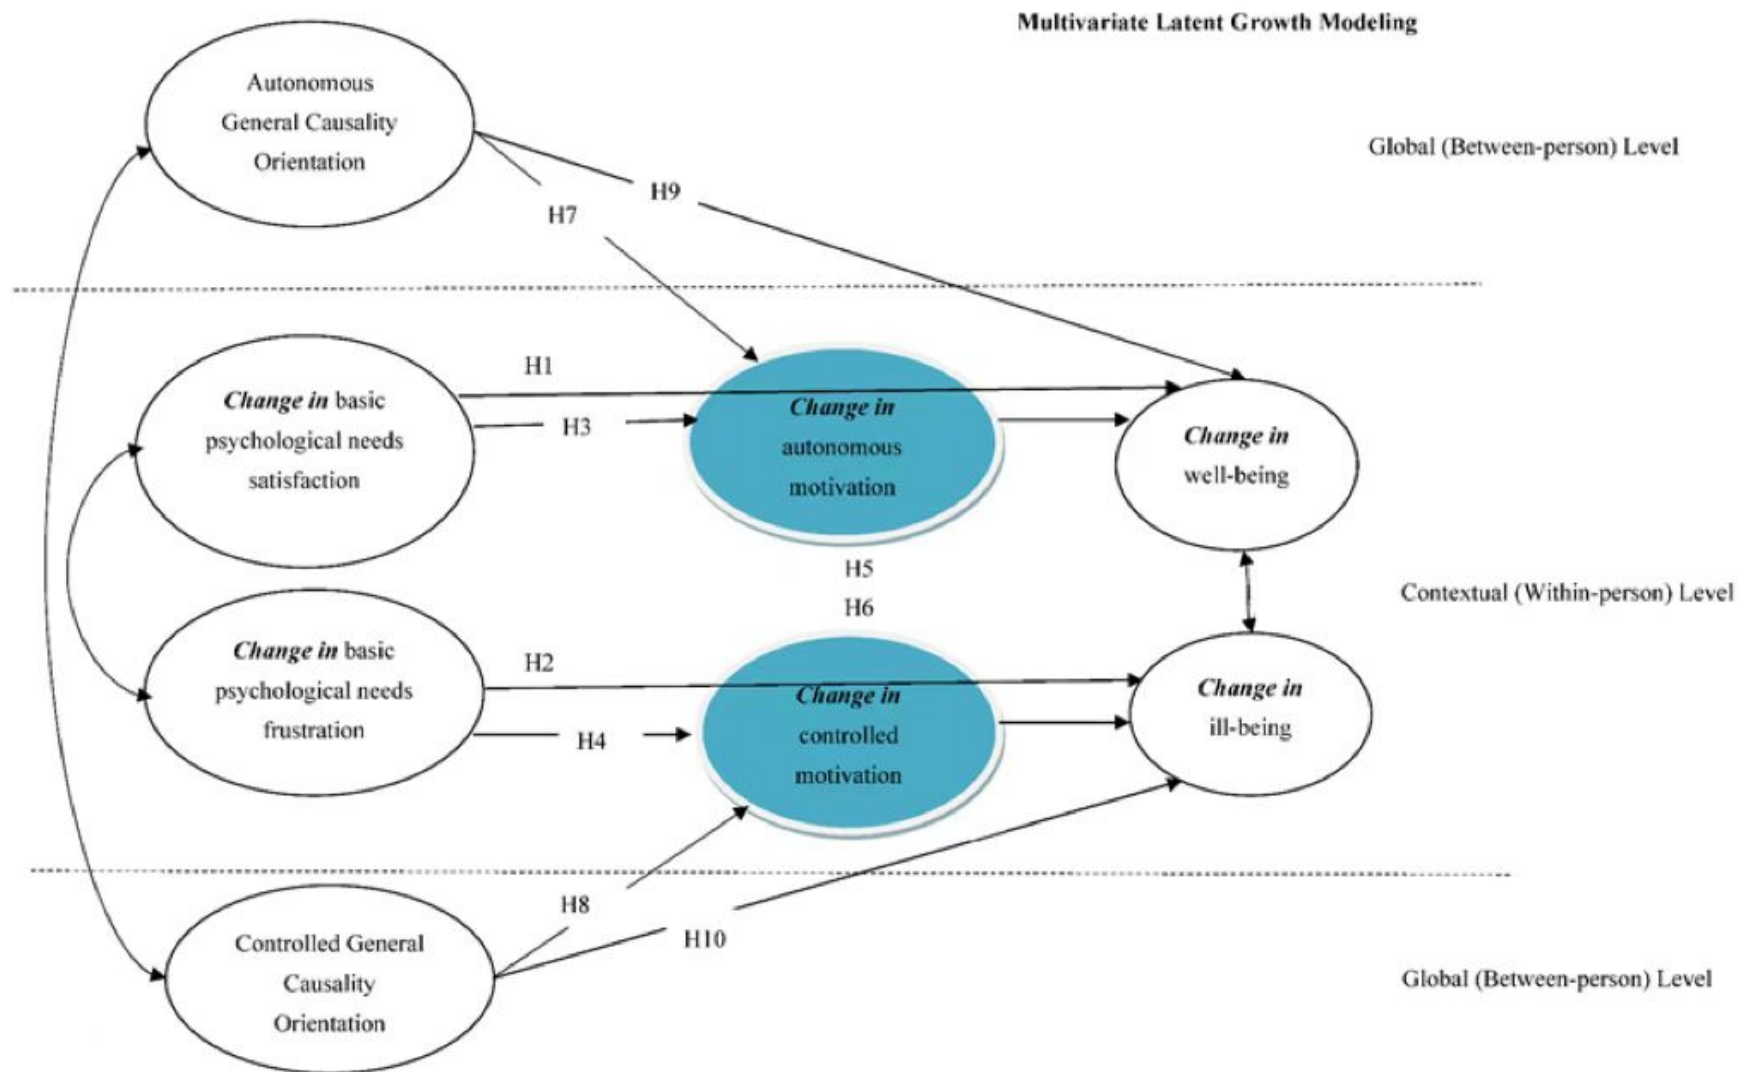 Multivariate Latent Growth Modeling
Autonomous
General Causality
Orientation
Global (Between-person) Level
H9
H7
H1
Change in basic
psychological needs
satisfaction
H3
Change in
autonomous
motivation
Change in
well-being
H5
H6
Contextual (Within-person) Level
Change in basic
psychological needs
frustration
H2
H4
Change in
controlled
motivation
Change in
ill-being
H8
H10
Controlled General
Causality
Orientation
Global (Between-person) Level